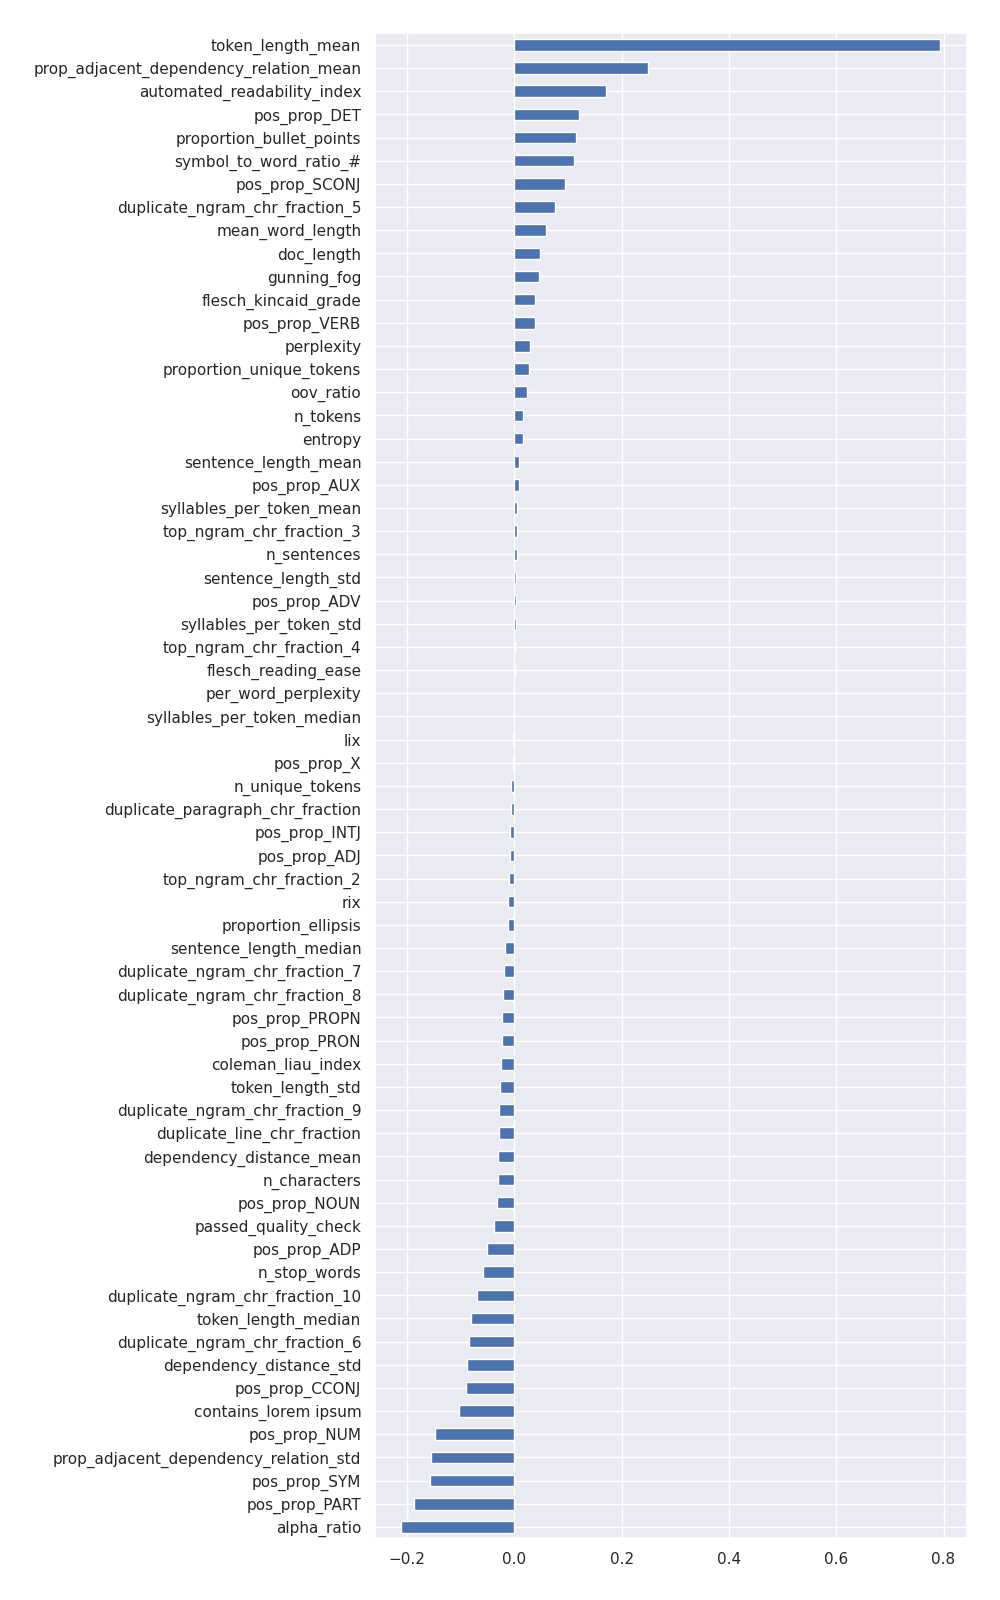 token_length_mean
prop_adjacent_dependency_relation_mean
automated_readability_index
pos_prop_DET
proportion_bullet_points
symbol_to_word_ratio_#
pos_prop_SCONJ
duplicate_ngram_chr_fraction_5
mean_word_length
doc_length
gunning_fog
flesch_kincaid_grade
pos_prop_VERB
perplexity
proportion_unique_tokens
oov_ratio
n_tokens
entropy
sentence_length_mean
pos_prop_AUX
syllables_per_token_mean
top_ngram_chr_fraction_3
n_sentences
sentence_length_std
pos_prop_ADV
syllables_per_token_std
top_ngram_chr_fraction_4
flesch_reading_ease
per_word_perplexity
syllables_per_token_median
lix
pos_prop_X
n_unique_tokens
duplicate_paragraph_chr_fraction
pos_prop_INTJ
pos_prop_ADJ
top_ngram_chr_fraction_2
rix
proportion_ellipsis
sentence_length_median
duplicate_ngram_chr_fraction_7
duplicate_ngram_chr_fraction_8
pos_prop_PROPN
pos_prop_PRON
coleman_liau_index
token_length_std
duplicate_ngram_chr_fraction_9
duplicate_line_chr_fraction
dependency_distance_mean
n_characters
pos_prop_NOUN
passed_quality_check
pos_prop_ADP
n_stop_words
duplicate_ngram_chr_fraction_10
token_length_median
duplicate_ngram_chr_fraction_6
dependency_distance_std
pos_prop_CCONJ
contains_lorem ipsum
pos_prop_NUM
prop_adjacent_dependency_relation_std
pos_prop_SYM
pos_prop_PART
alpha_ratio
−0.2 0.0 0.2 0.4 0.6 0.8